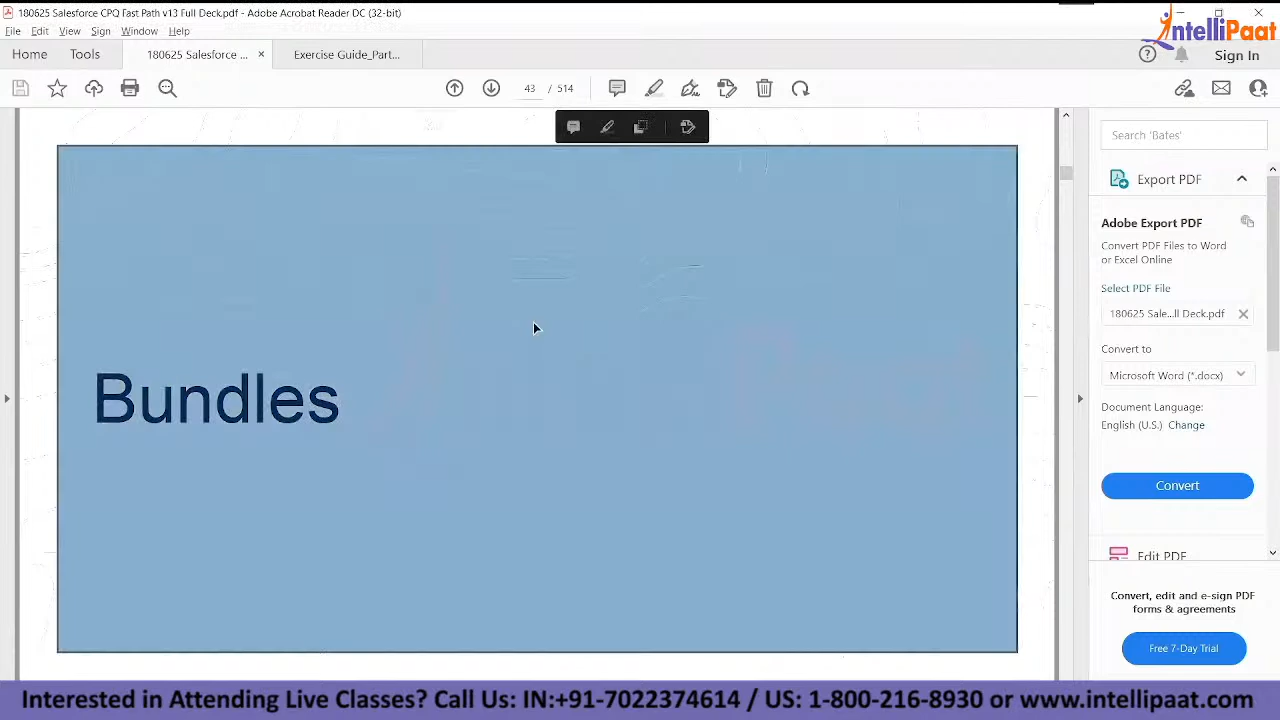 180625 Salesforce CPQ Fast Path v13 Full Deck.pdf - Adobe Acrobat Reader DC (32-bit)
IntelliPaat
File Edit View Sign Window Help
Home Tools 180625 Salesforce ... × Exercise Guide_Part... Sign In
43 / 514
Search 'Bates'
Export PDF
Adobe Export PDF
Convert PDF Files to Word
or Excel Online
Select PDF File
180625 Sale...ll Deck.pdf
Convert to
Microsoft Word (*.docx)
Document Language:
English (U.S.) Change
Convert
Edit PDF
Convert, edit and e-sign PDF
forms & agreements
Free 7-Day Trial
Bundles
Interested in Attending Live Classes? Call Us: IN:+91-7022374614 / US: 1-800-216-8930 or www.intellipaat.com